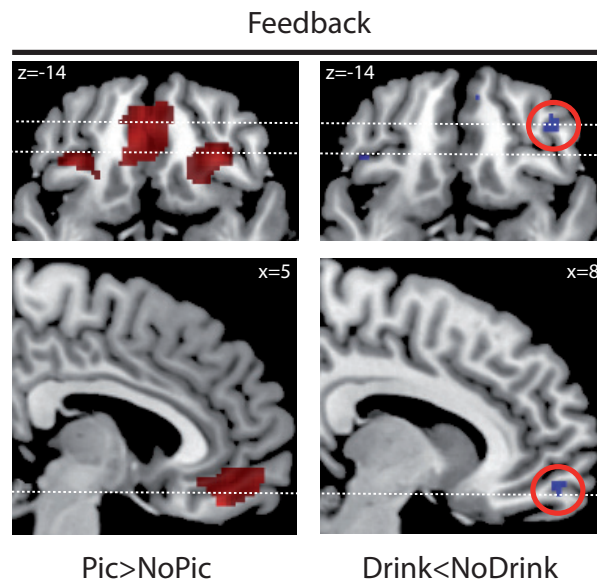 Feedback
z=-14
z=-14
x=5
x=8
Pic>NoPic
Drink<NoDrink